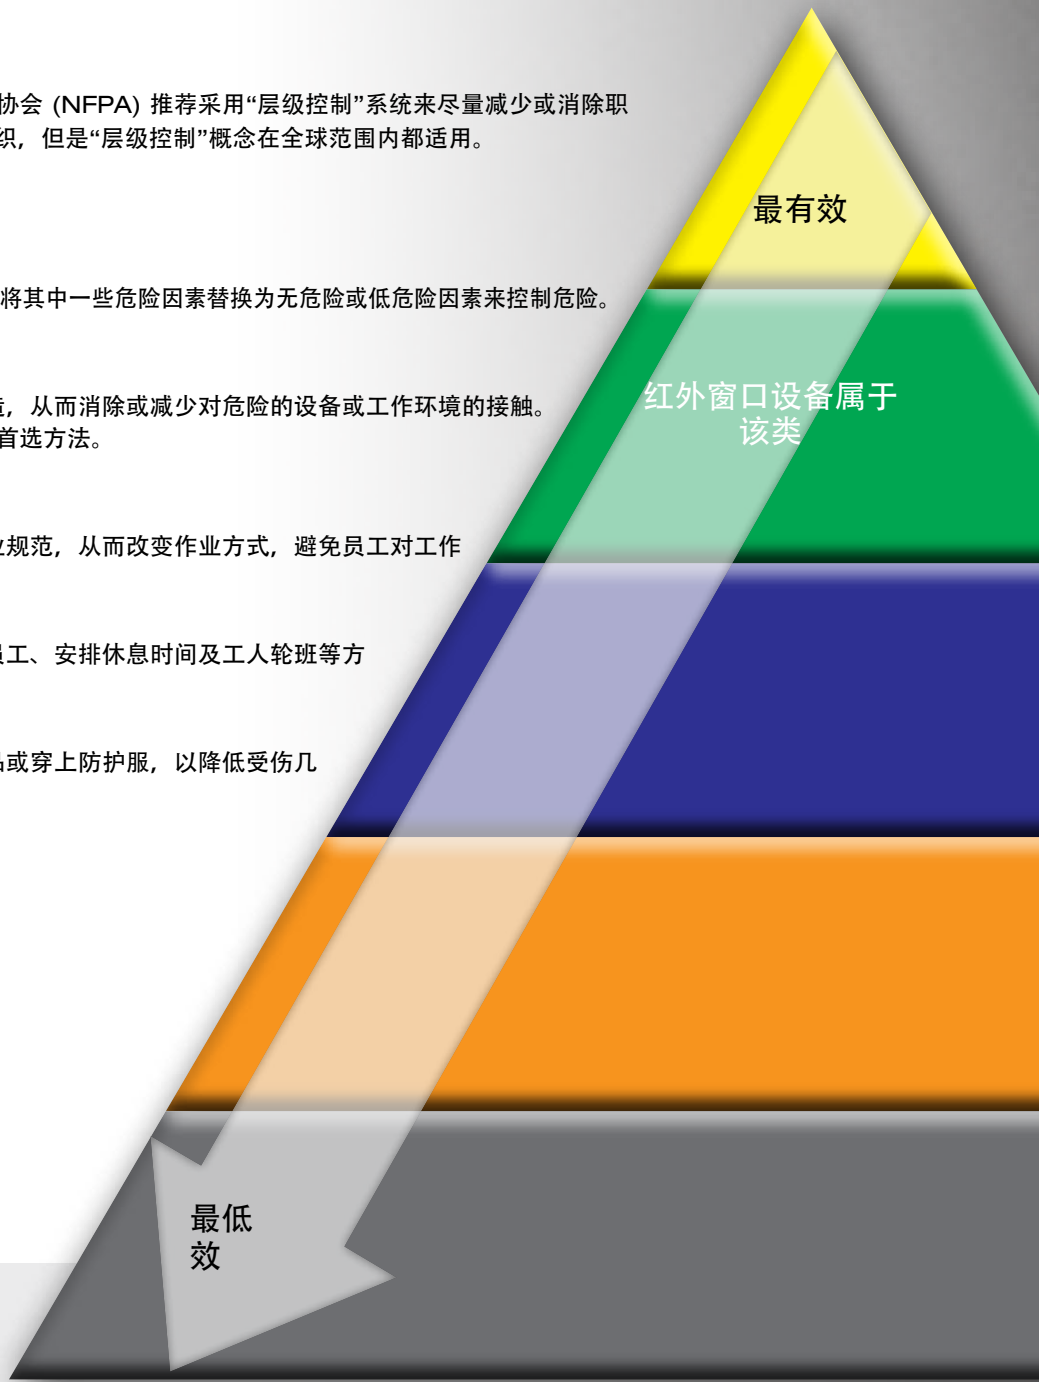 协会 (NFPA) 推荐采用“层级控制”系统来尽量减少或消除职
织，但是“层级控制”概念在全球范围内都适用。
最有效
将其中一些危险因素替换为无危险或低危险因素来控制危险。
红外窗口设备属于
该类
，从而消除或减少对危险的设备或工作环境的接触。
首选方法。
规范，从而改变作业方式，避免员工对工作
员工、安排休息时间及工人轮班等方
品或穿上防护服，以降低受伤几
最低
效